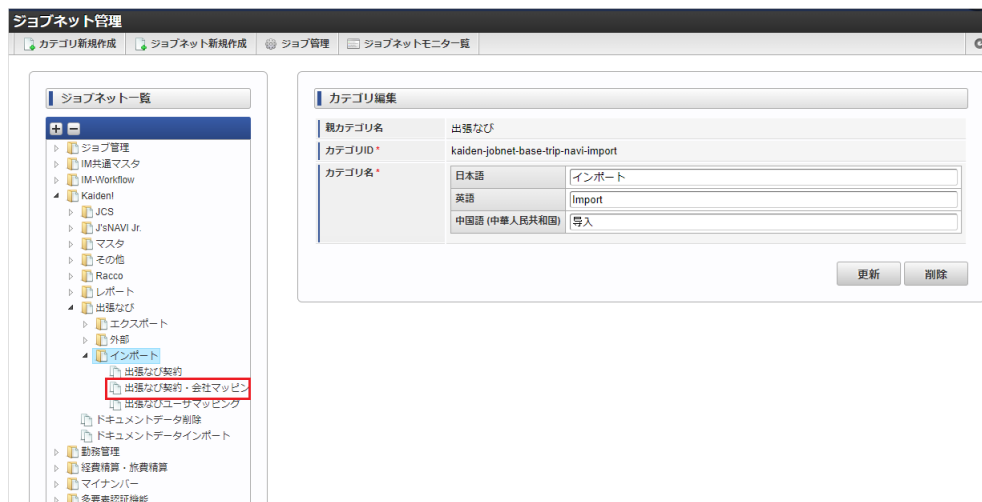 ジョブネット管理
カテゴリ新規作成 ジョブネット新規作成 ジョブ管理 ジョブネットモニター覧
ジョブネット一覧
ジョブ管理
IM共通マスタ
IM-Workflow
Kaiden!
JCS
J'sNAVI Jr.
マスタ
その他
Racco
レポート
出張なび
エクスポート
外部
インポート
出張なび契約
出張なび契約・会社マッピン
出張なびユーザマッピング
ドキュメントデータ削除
ドキュメントデータインポート
勤務管理
経費精算・旅費精算
マイナンバー
多要素認証機能
カテゴリ編集
親カテゴリ名 出張なび
カテゴリID * kaiden-jobnet-base-trip-navi-import
カテゴリ名 * 日本語 インポート
英語 Import
中国語 (中華人民共和国) 导入
更新 削除